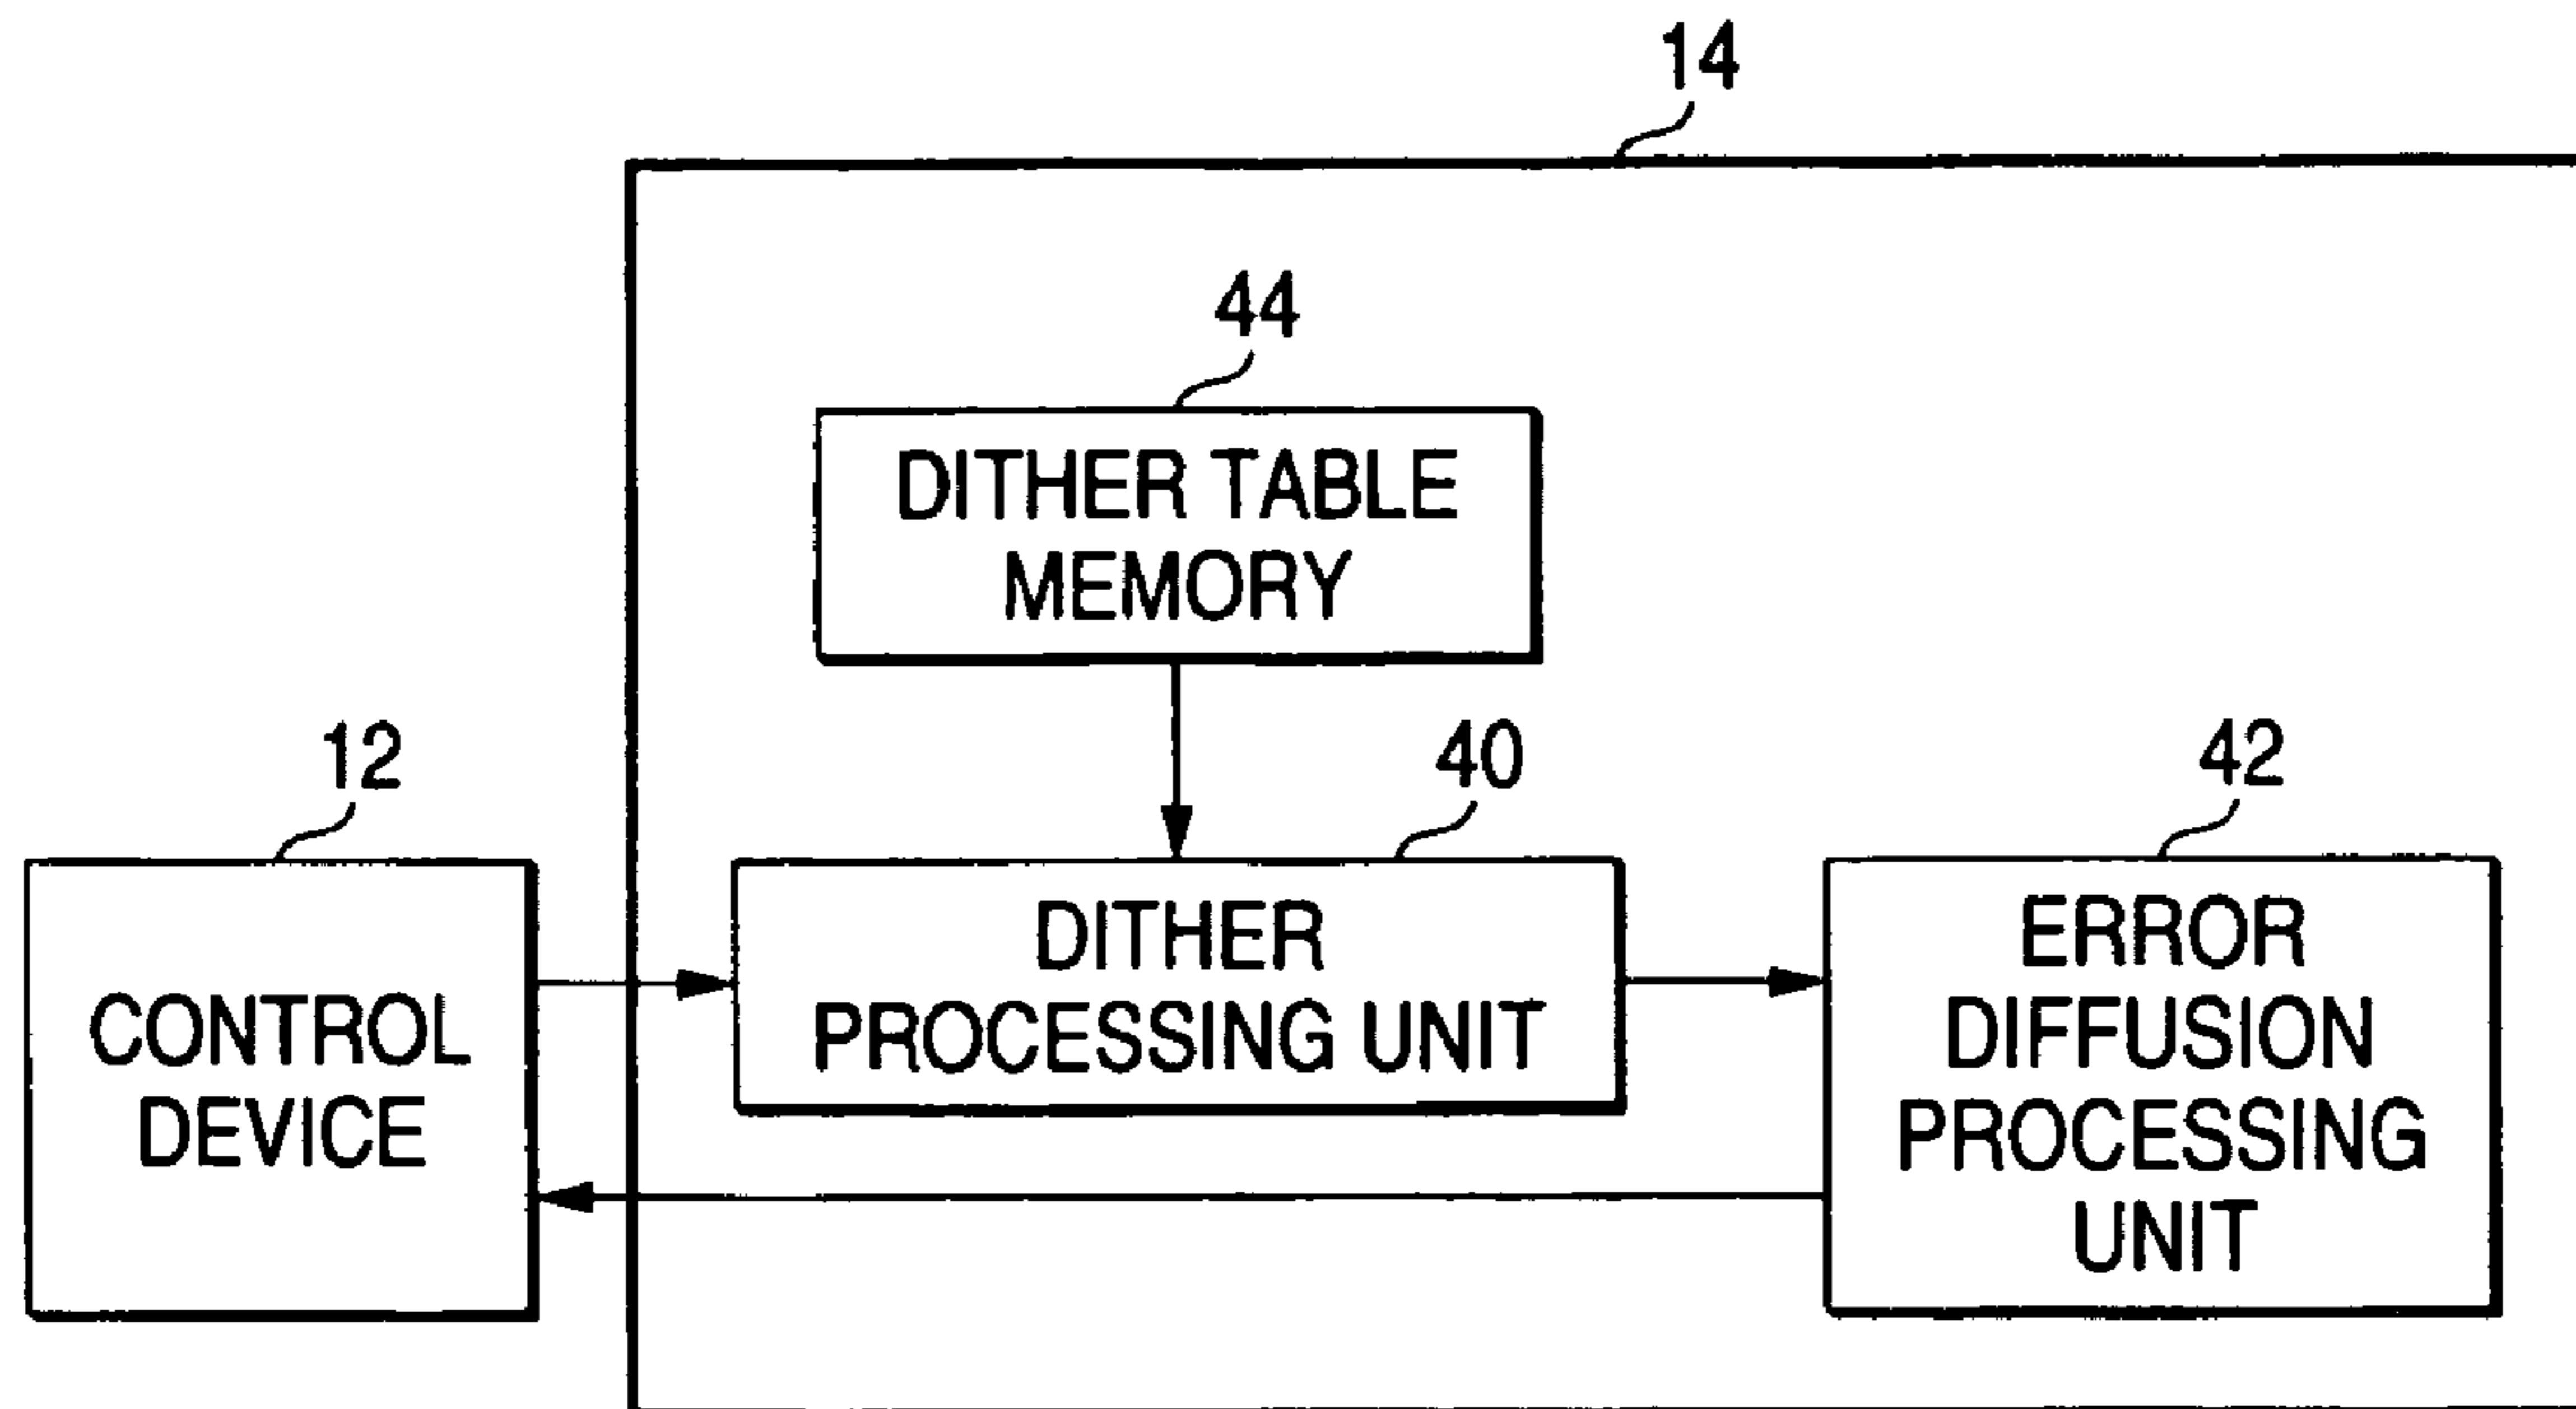 14
44
DITHER TABLE
MEMORY
12
40
42
CONTROL
DEVICE
DITHER
PROCESSING UNIT
ERROR
DIFFUSION
PROCESSING
UNIT